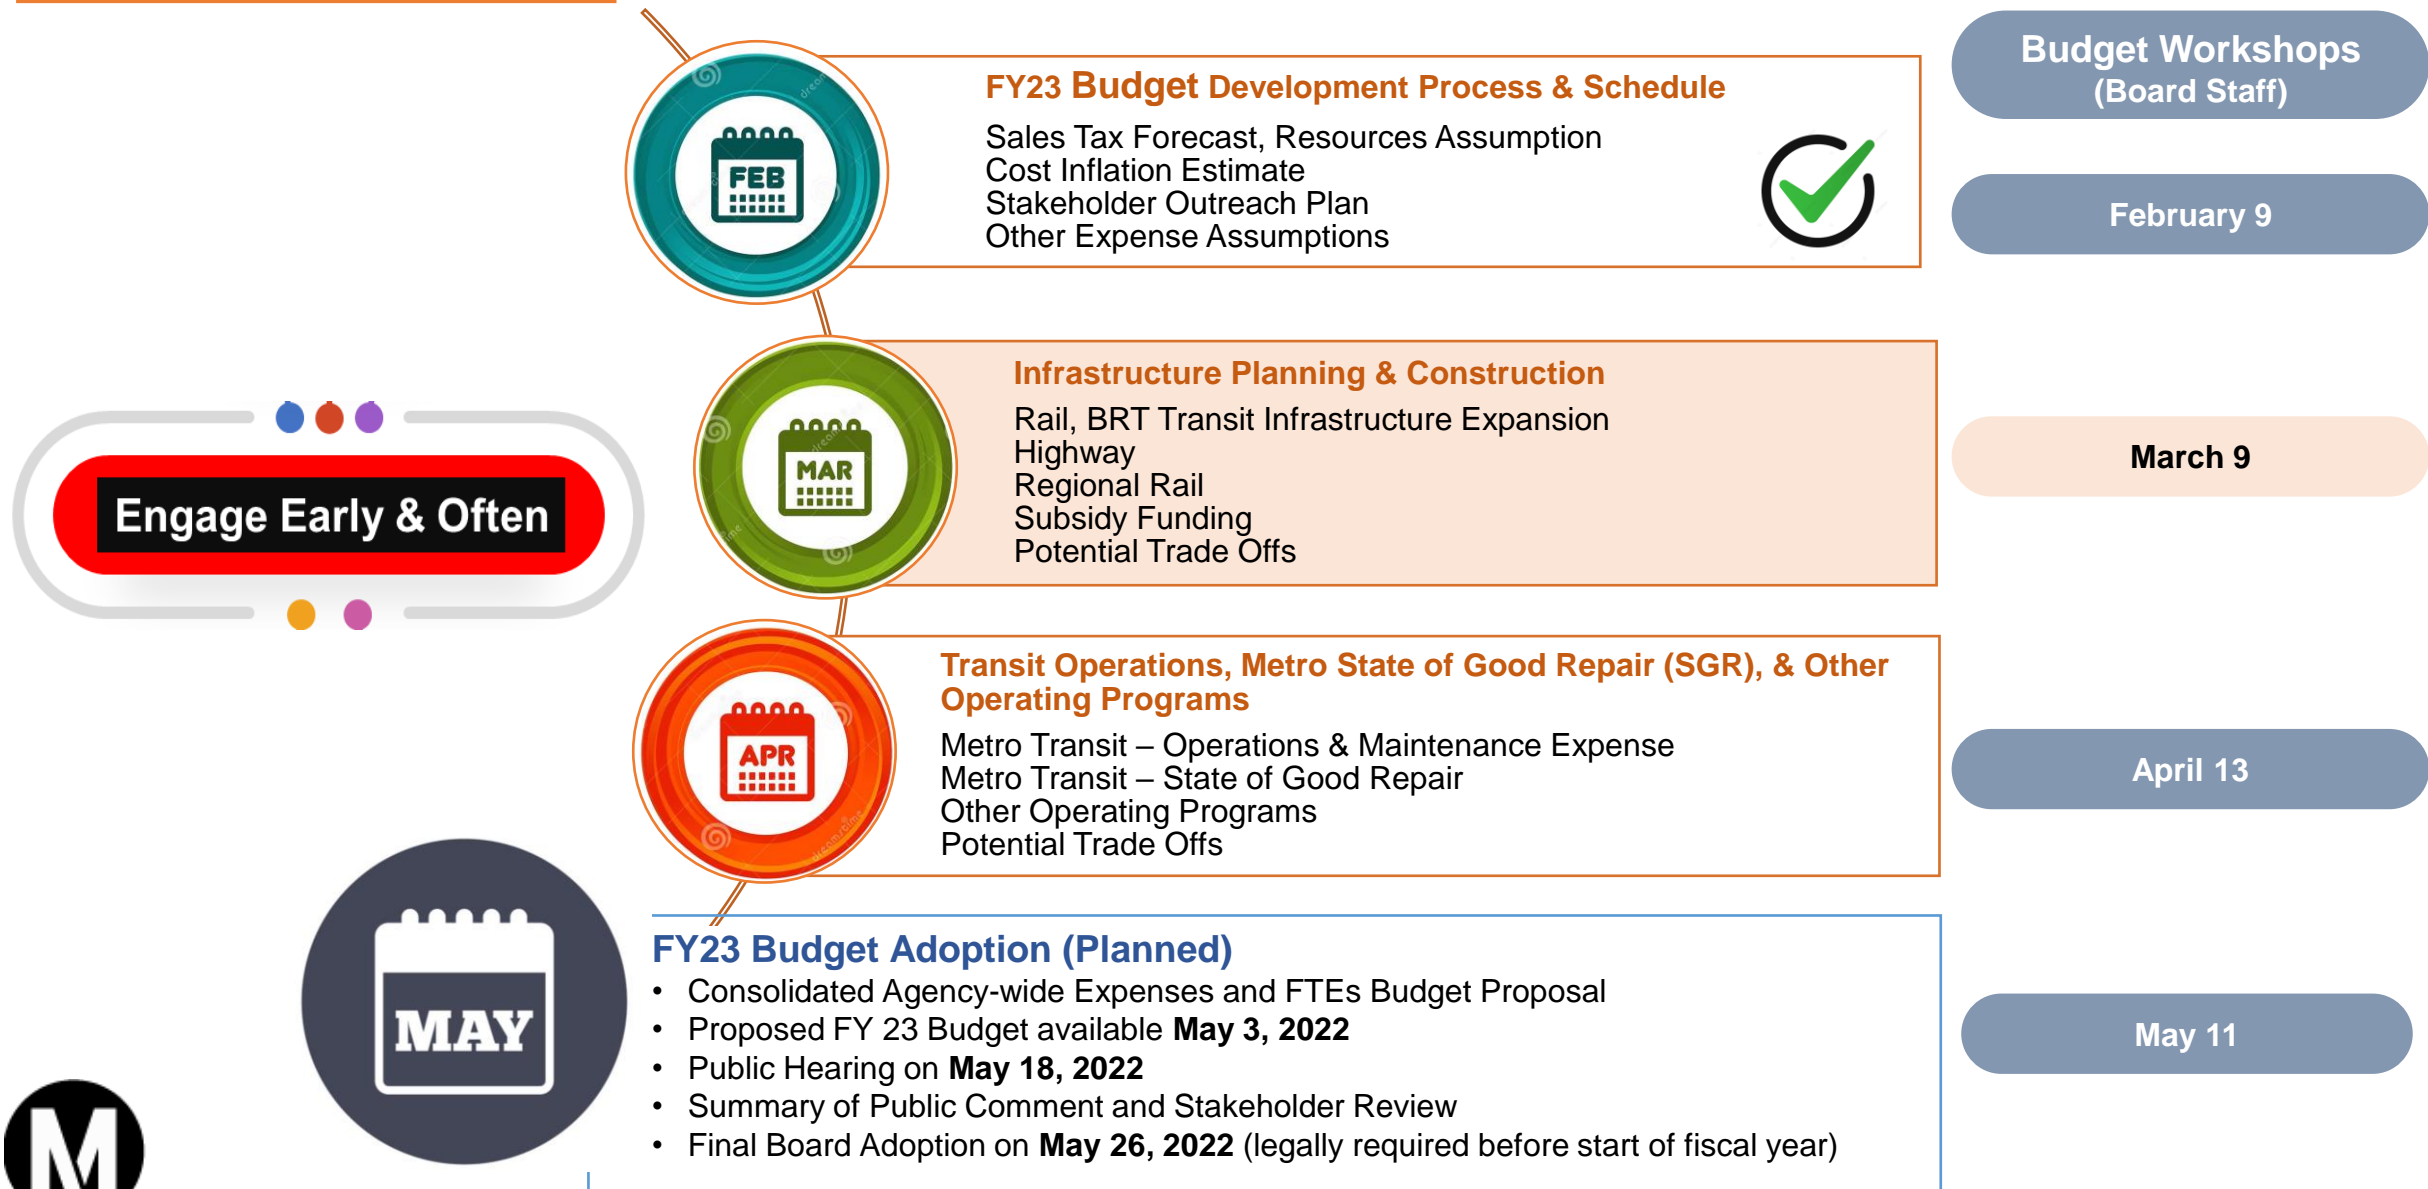 Budget Workshops
(Board Staff)
FEB
FY23 Budget Development Process & Schedule
Sales Tax Forecast, Resources Assumption
Cost Inflation Estimate
Stakeholder Outreach Plan
Other Expense Assumptions
February 9
Engage Early & Often
MAR
Infrastructure Planning & Construction
Rail, BRT Transit Infrastructure Expansion
Highway
Regional Rail
Subsidy Funding
Potential Trade Offs
March 9
APR
Transit Operations, Metro State of Good Repair (SGR), & Other
Operating Programs
Metro Transit – Operations & Maintenance Expense
Metro Transit – State of Good Repair
Other Operating Programs
Potential Trade Offs
April 13
MAY
FY23 Budget Adoption (Planned)
• Consolidated Agency-wide Expenses and FTEs Budget Proposal
• Proposed FY 23 Budget available May 3, 2022
• Public Hearing on May 18, 2022
• Summary of Public Comment and Stakeholder Review
• Final Board Adoption on May 26, 2022 (legally required before start of fiscal year)
May 11
M